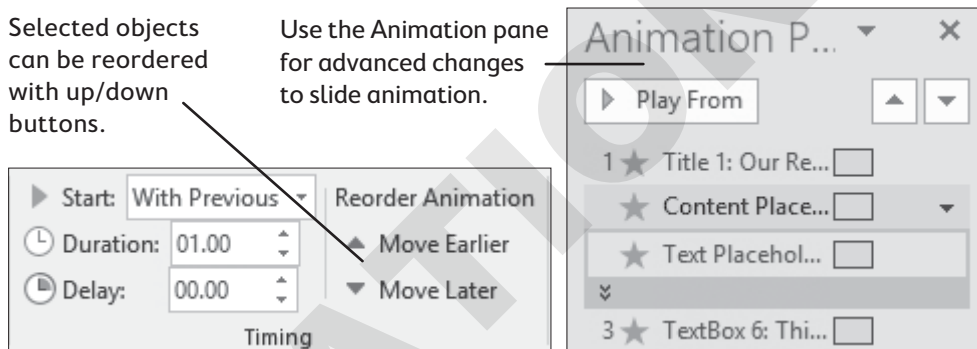 Selected objects
can be reordered
with up/down
buttons.
Use the Animation pane
for advanced changes
to slide animation.
Start: With Previous
Duration: 01.00
Delay: 00.00
Reorder Animation
Move Earlier
Move Later
Timing
Animation P...
Play From
1 Title 1: Our Re...
Content Place...
Text Placehol...
3 TextBox 6: Thi...